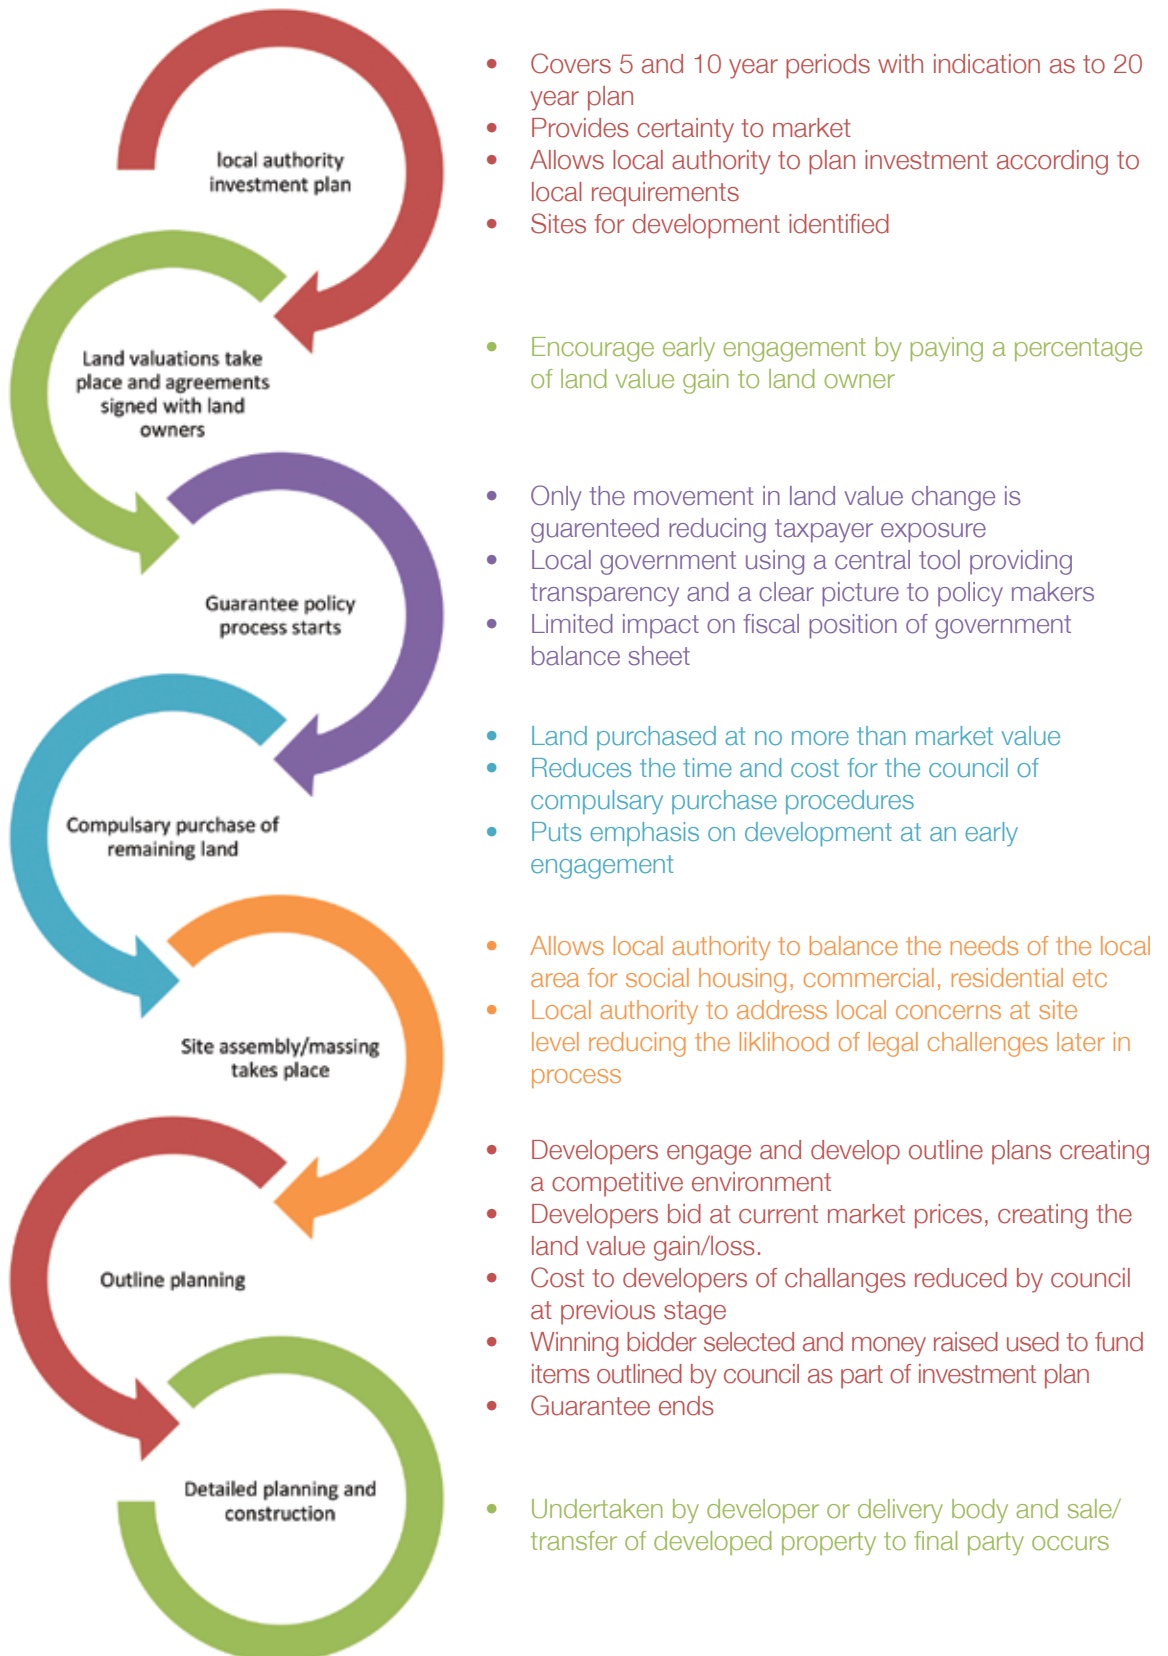 local authority
investment plan
• Covers 5 and 10 year periods with indication as to 20
year plan
• Provides certainty to market
• Allows local authority to plan investment according to
local requirements
• Sites for development identified
Land valuations take
place and agreements
signed with land
owners
• Encourage early engagement by paying a percentage
of land value gain to land owner
Guarantee policy
process starts
• Only the movement in land value change is
guarenteed reducing taxpayer exposure
• Local government using a central tool providing
transparency and a clear picture to policy makers
• Limited impact on fiscal position of government
balance sheet
Compulsary purchase of
remaining land
• Land purchased at no more than market value
• Reduces the time and cost for the council of
compulsary purchase procedures
• Puts emphasis on development at an early
engagement
Site assembly/massing
takes place
• Allows local authority to balance the needs of the local
area for social housing, commercial, residential etc
• Local authority to address local concerns at site
level reducing the liklihood of legal challenges later in
process
Outline planning
• Developers engage and develop outline plans creating
a competitive environment
• Developers bid at current market prices, creating the
land value gain/loss.
• Cost to developers of challanges reduced by council
at previous stage
• Winning bidder selected and money raised used to fund
items outlined by council as part of investment plan
• Guarantee ends
Detailed planning and
construction
• Undertaken by developer or delivery body and sale/
transfer of developed property to final party occurs